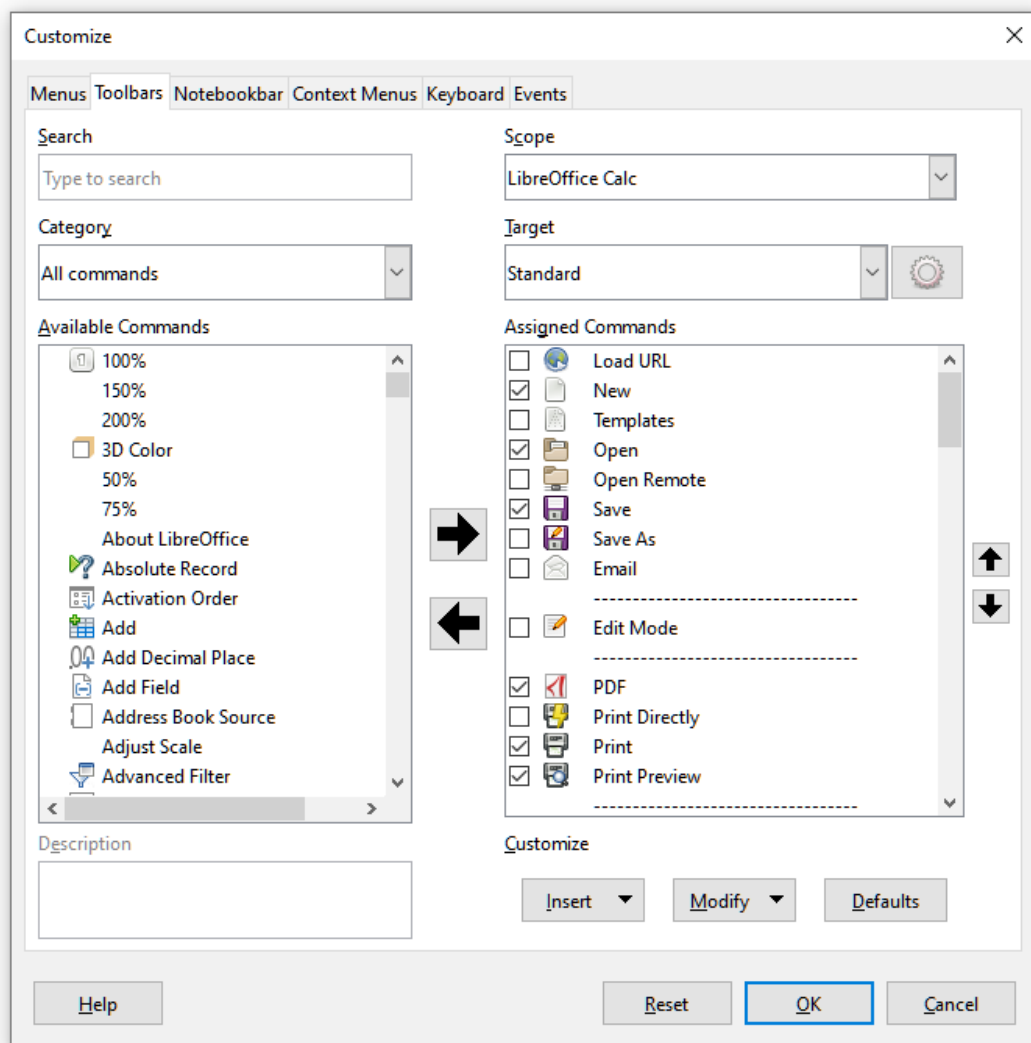 Customize
Menus Toolbars Notebookbar Context Menus Keyboard Events
Search
Type to search
Category
All commands
Available Commands
100%
150%
200%
3D Color
50%
75%
About LibreOffice
Absolute Record
Activation Order
Add
Add Decimal Place
Add Field
Address Book Source
Adjust Scale
Advanced Filter
Description
Scope
LibreOffice Calc
Target
Standard
Assigned Commands
Load URL
New
Templates
Open
Open Remote
Save
Save As
Email
----------------------------------
Edit Mode
----------------------------------
PDF
Print Directly
Print
Print Preview
----------------------------------
Customize
Insert Modify Defaults
Help Reset OK Cancel